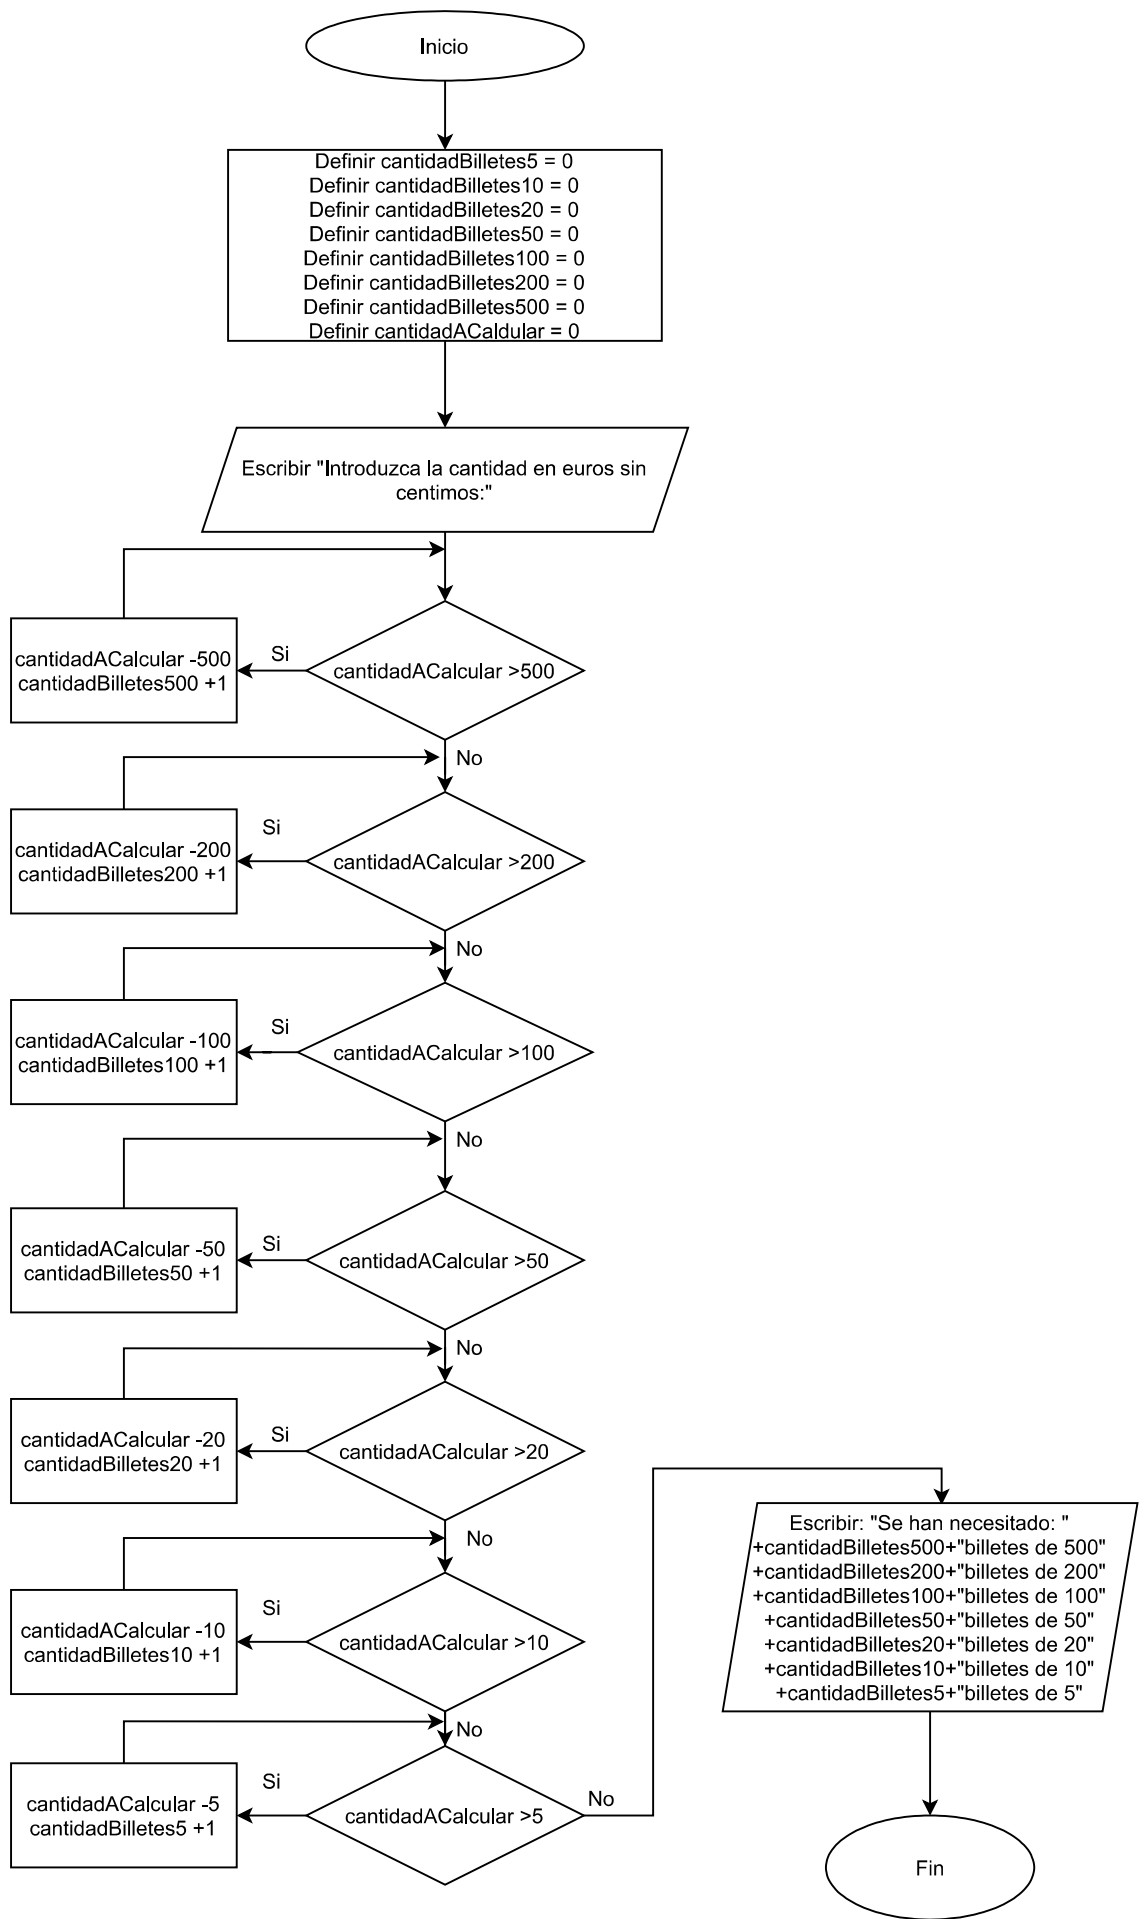 Inicio
Definir cantidadBilletes5 = 0
Definir cantidadBilletes10 = 0
Definir cantidadBilletes20 = 0
Definir cantidadBilletes50 = 0
Definir cantidadBilletes100 = 0
Definir cantidadBilletes200 = 0
Definir cantidadBilletes500 = 0
Definir cantidadACaldular = 0
Escribir "Introduzca la cantidad en euros sin
centimos:"
cantidadACalcular >500
Si
cantidadACalcular -500
cantidadBilletes500 +1
No
cantidadACalcular >200
Si
cantidadACalcular -200
cantidadBilletes200 +1
No
cantidadACalcular >100
Si
cantidadACalcular -100
cantidadBilletes100 +1
No
cantidadACalcular >50
Si
cantidadACalcular -50
cantidadBilletes50 +1
No
cantidadACalcular >20
Si
cantidadACalcular -20
cantidadBilletes20 +1
No
cantidadACalcular >10
Si
cantidadACalcular -10
cantidadBilletes10 +1
No
cantidadACalcular >5
Si
cantidadACalcular -5
cantidadBilletes5 +1
No
Escribir: "Se han necesitado: "
+cantidadBilletes500+"billetes de 500"
+cantidadBilletes200+"billetes de 200"
+cantidadBilletes100+"billetes de 100"
+cantidadBilletes50+"billetes de 50"
+cantidadBilletes20+"billetes de 20"
+cantidadBilletes10+"billetes de 10"
+cantidadBilletes5+"billetes de 5"
Fin